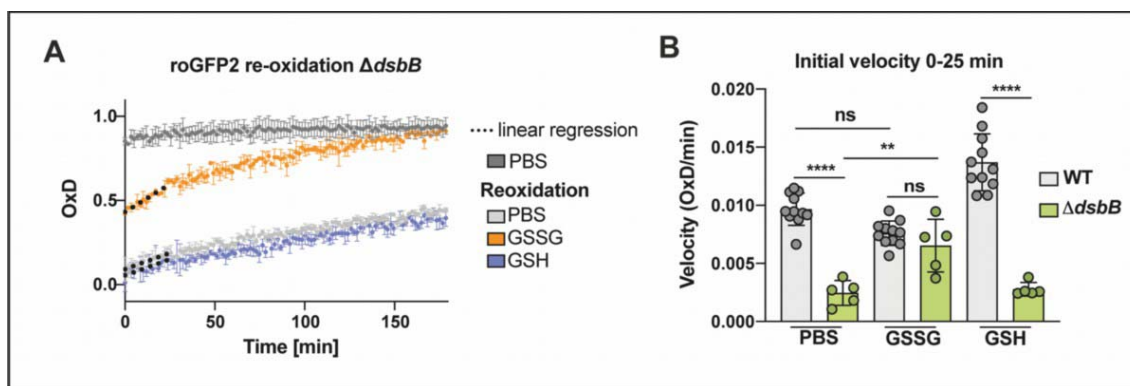 A
roGFP2 re-oxidation ΔdsbB
OxD
1.0
0.5
0.0
0
50
100
150
Time [min]
linear regression
PBS
Reoxidation
PBS
GSSG
GSH
B
Initial velocity 0-25 min
Velocity (OxD/min)
0.020
0.015
0.010
0.005
0.000
ns
****
**
ns
****
PBS
GSSG
GSH
WT
ΔdsbB